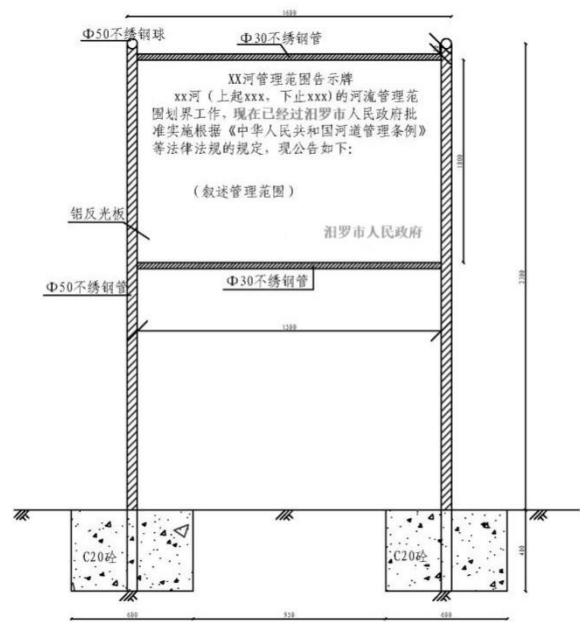 1600
Φ50不绣钢球
Φ30不绣钢管
XX河管理范围告示牌
xx河(上起xxx，下止xxx)的河流管理范
围划界工作，现在已经过汨罗市人民政府批
准实施根据《中华人民共和国河道管理条例》
等法律法规的规定，现公告如下:
(叙述管理范围)
汨罗市人民政府
铝反光板
1000
Φ50不绣钢管
Φ30不绣钢管
1500
C20砼
C20砼
400
600
950
600